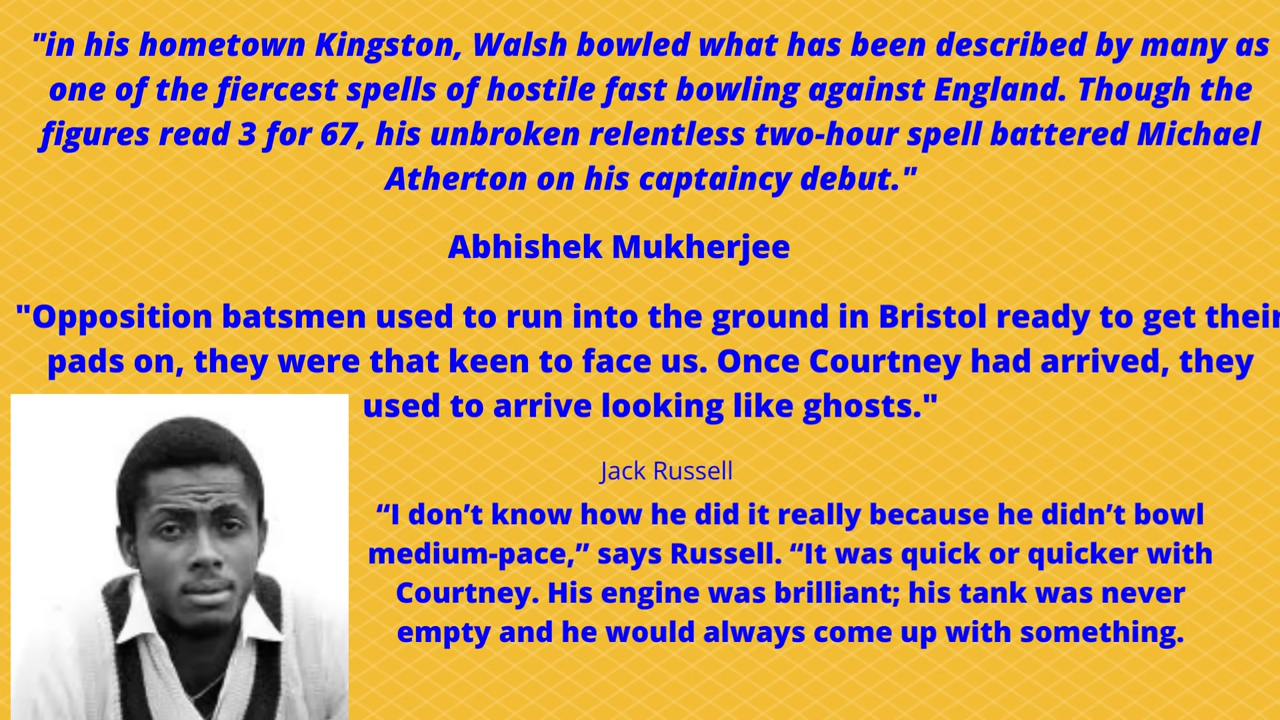 "in his hometown Kingston, Walsh bowled what has been described by many as
one of the fiercest spells of hostile fast bowling against England. Though the
figures read 3 for 67, his unbroken relentless two-hour spell battered Michael
Atherton on his captaincy debut."
Abhishek Mukherjee
"Opposition batsmen used to run into the ground in Bristol ready to get their
pads on, they were that keen to face us. Once Courtney had arrived, they
used to arrive looking like ghosts."
Jack Russell
“I don’t know how he did it really because he didn’t bowl
medium-pace,” says Russell. “It was quick or quicker with
Courtney. His engine was brilliant; his tank was never
empty and he would always come up with something.